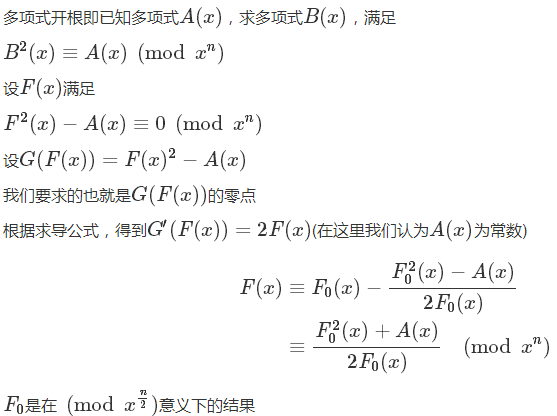 多项式开根即已知多项式$A(x)$，求多项式$B(x)$，满足
$B^2(x) \equiv A(x) \pmod{x^n}$
设$F(x)$满足
$F^2(x) - A(x) \equiv 0 \pmod{x^n}$
设$G(F(x)) = F(x)^2 - A(x)$
我们要求的也就是$G(F(x))$的零点
根据求导公式，得到$G'(F(x)) = 2F(x)$(在这里我们认为$A(x)$为常数)
$F(x) \equiv F_0(x) - \frac{F_0^2(x) - A(x)}{2F_0(x)}$
$\equiv \frac{F_0^2(x) + A(x)}{2F_0(x)} \pmod{x^n}$
$F_0$是在 $\pmod{x^{\frac{n}{2}}}$意义下的结果